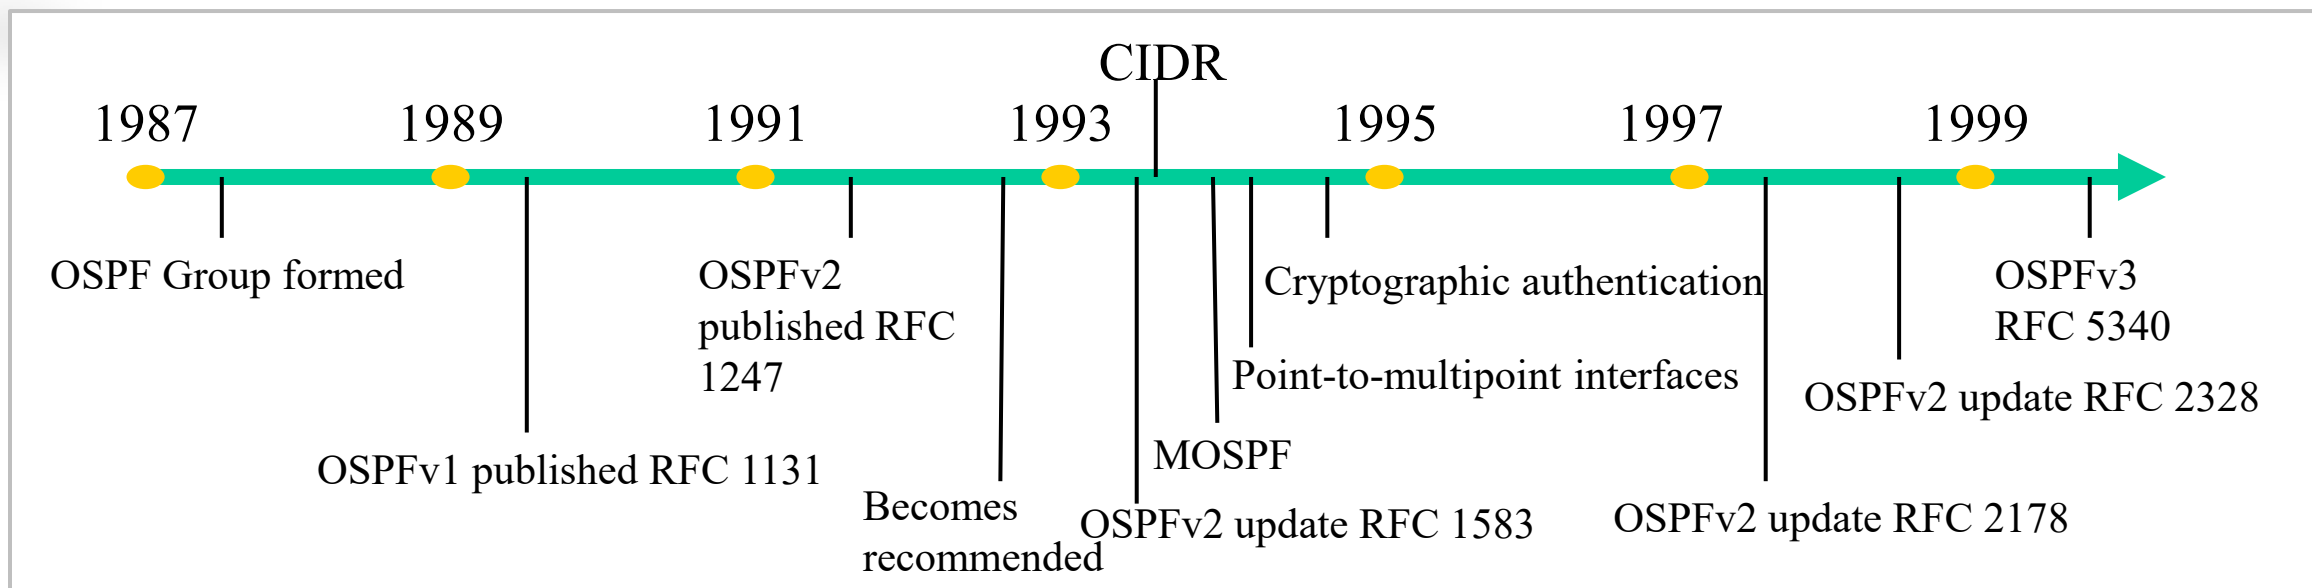 CIDR
1987 1989 1991 1993 1995 1997 1999
OSPF Group formed
OSPFv1 published RFC 1131
OSPFv2
published RFC
1247
Becomes
recommended
OSPFv2 update RFC 1583
MOSPF
Point-to-multipoint interfaces
Cryptographic authentication
OSPFv2 update RFC 2178
OSPFv2 update RFC 2328
OSPFv3
RFC 5340